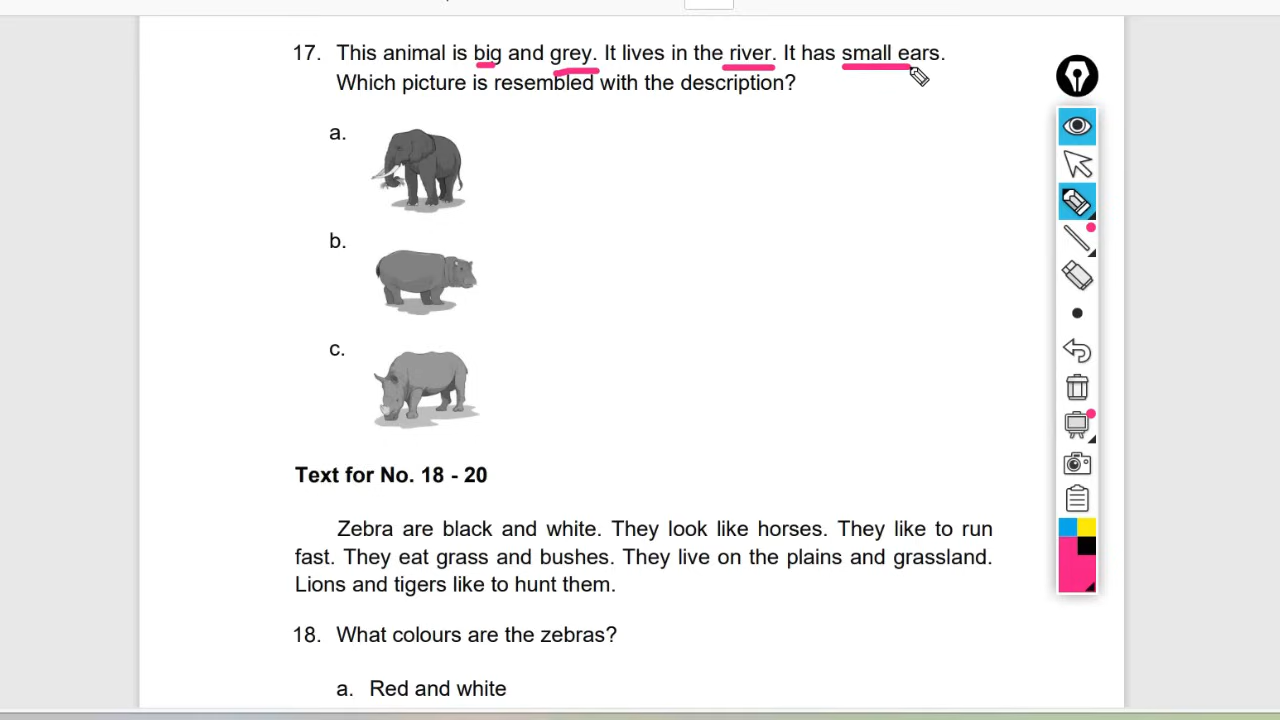 17. This animal is big and grey. It lives in the river. It has small ears.
Which picture is resembled with the description?
a.
b.
c.
Text for No. 18 - 20
Zebra are black and white. They look like horses. They like to run
fast. They eat grass and bushes. They live on the plains and grassland.
Lions and tigers like to hunt them.
18. What colours are the zebras?
a. Red and white